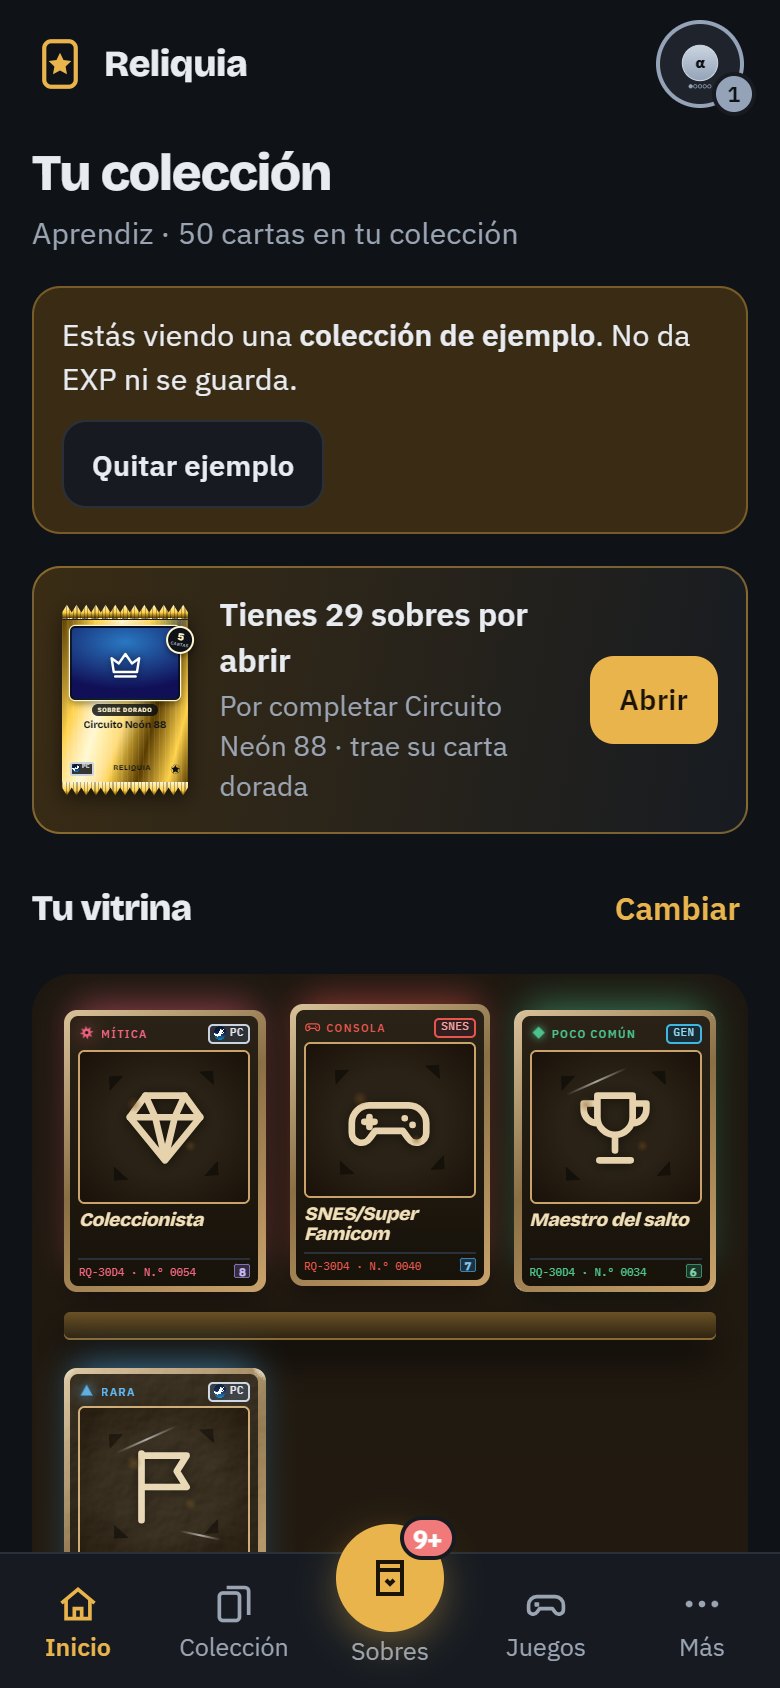 Reliquia
α
1
Tu colección
Aprendiz · 50 cartas en tu colección
Estás viendo una colección de ejemplo. No da
EXP ni se guarda.
Quitar ejemplo
5
SOBRE DORADO
Circuito Neón 88
PC
RELIQUIA
Tienes 29 sobres por
abrir
Por completar Circuito
Neón 88 · trae su carta
dorada
Abrir
Tu vitrina
Cambiar
MÍTICA
PC
Coleccionista
RQ-30D4 · N.º 0054
8
CONSOLA
SNES
SNES/Super
Famicom
RQ-30D4 · N.º 0040
7
POCO COMÚN
GEN
Maestro del salto
RQ-30D4 · N.º 0034
6
RARA
PC
9+
Inicio
Colección
Sobres
Juegos
Más